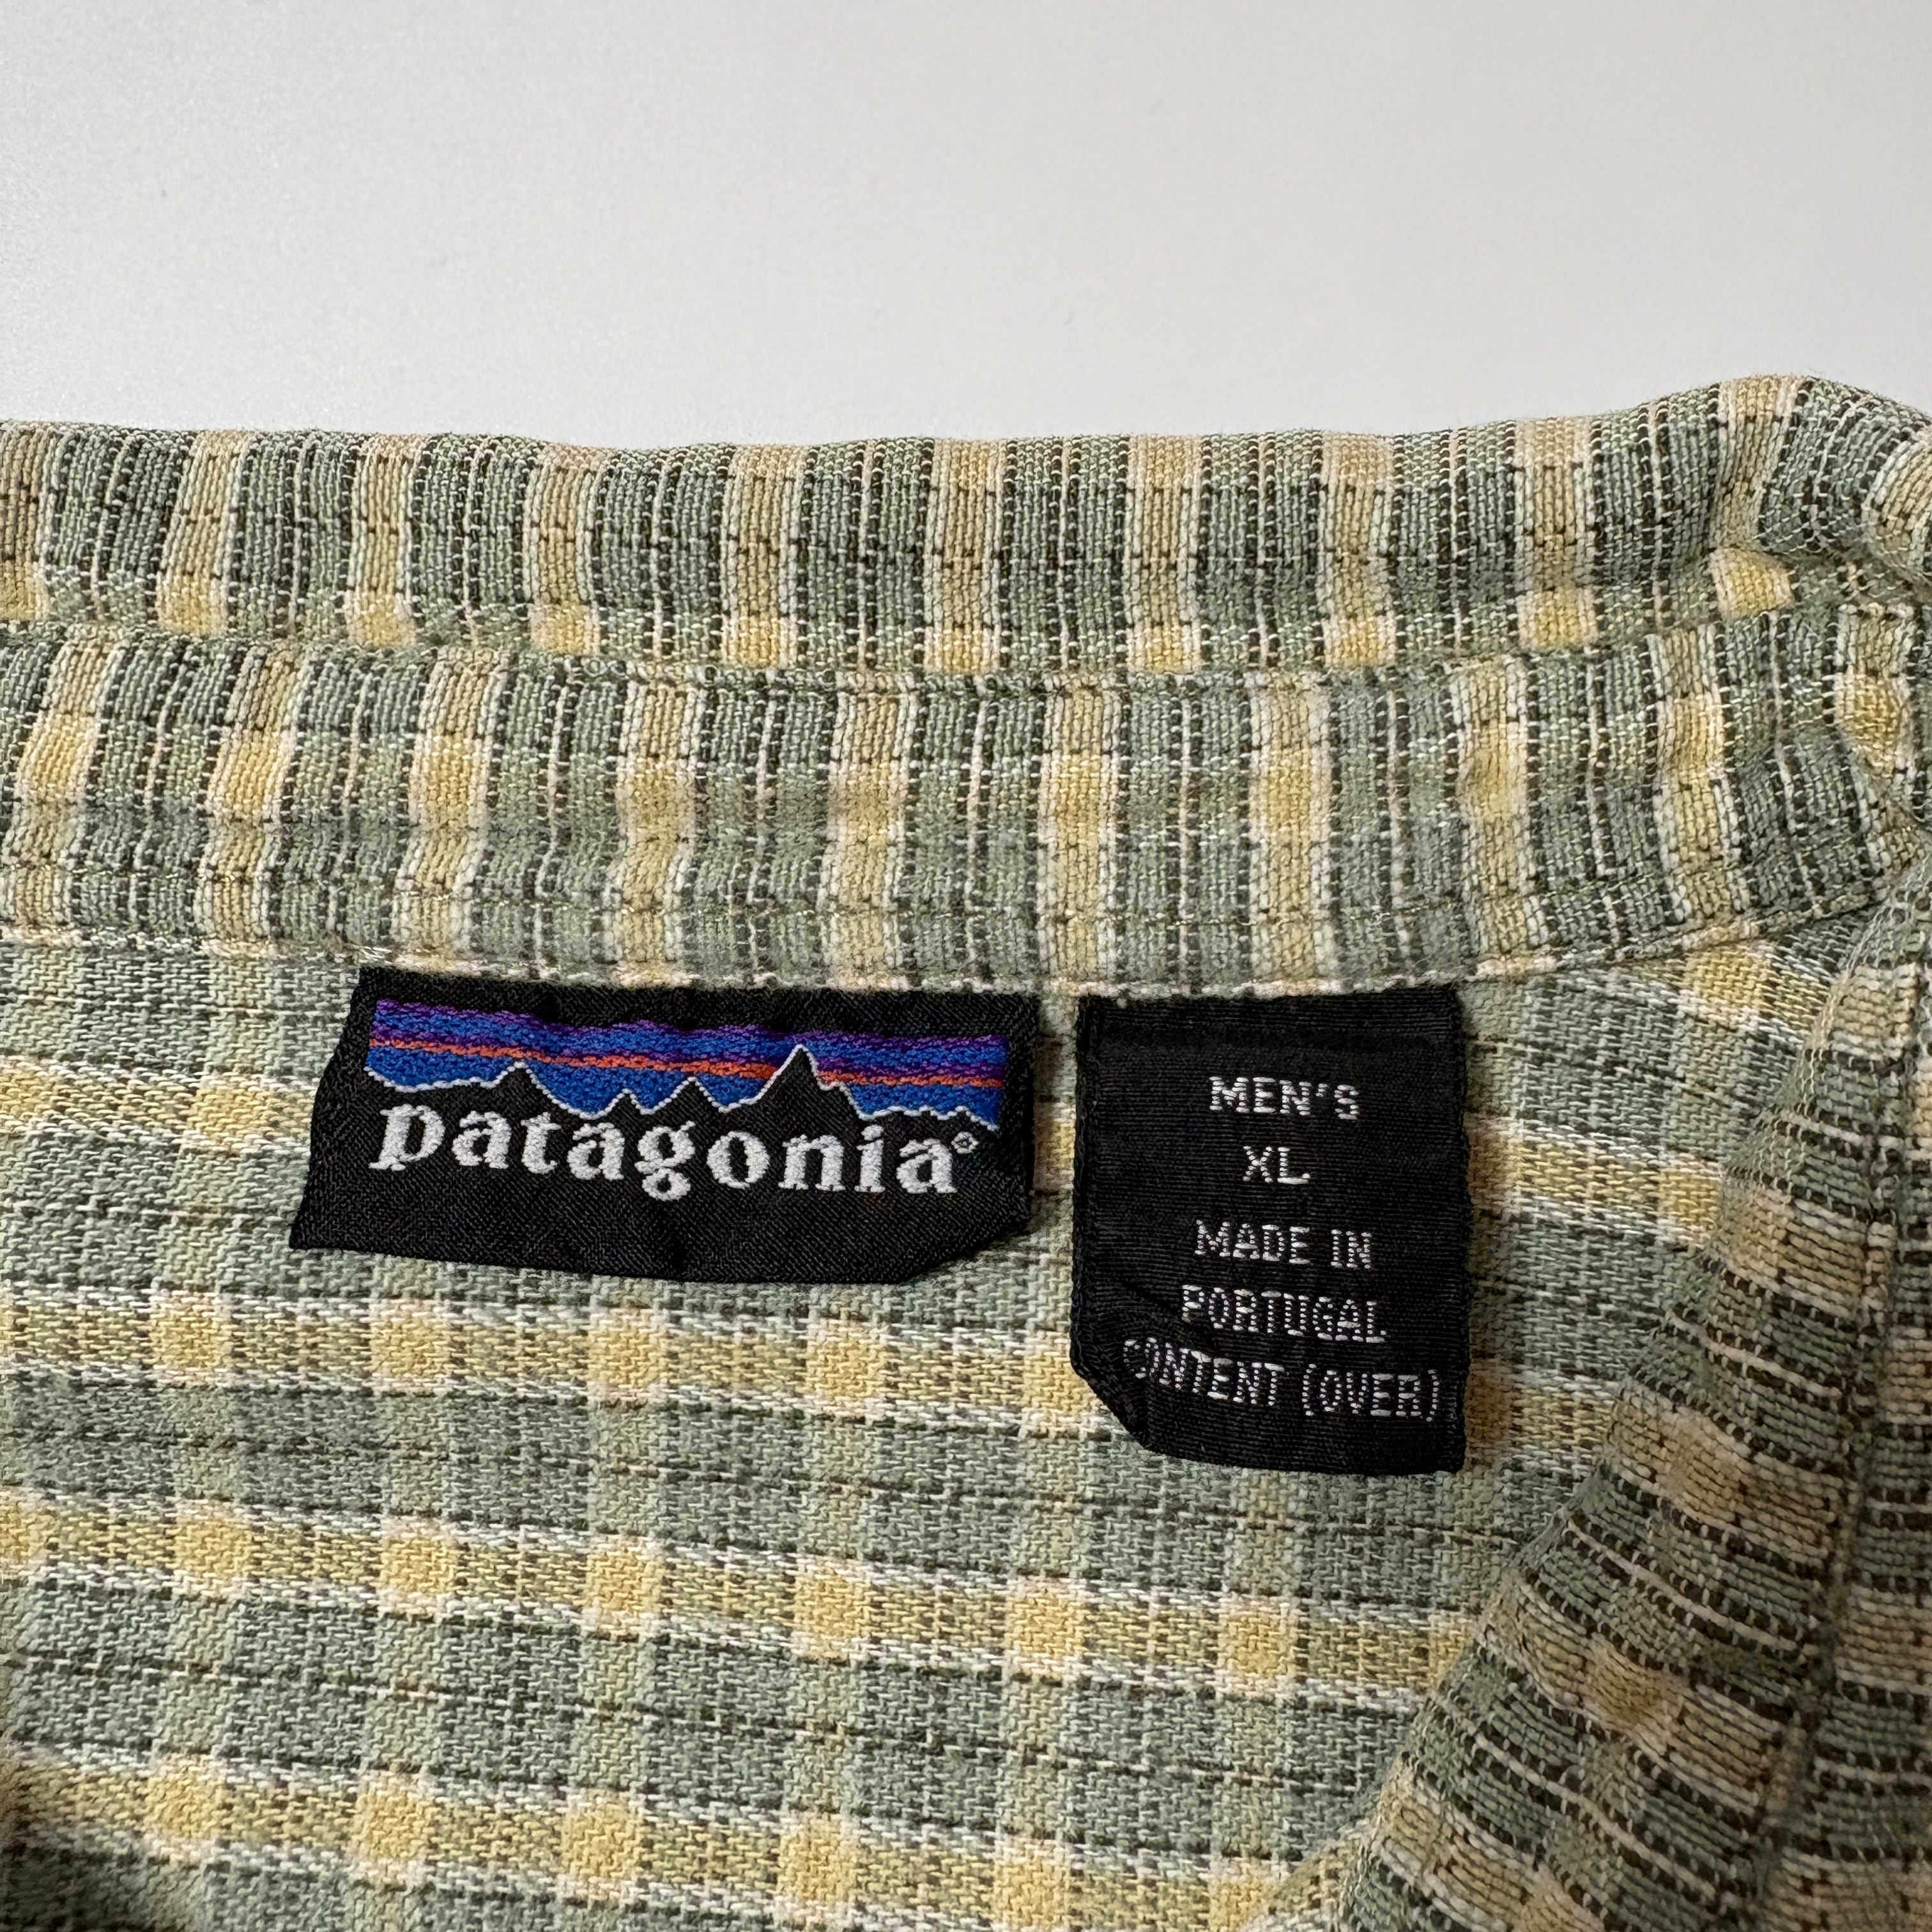 patagonia®
MEN'S
XL
MADE IN
PORTUGAL
CONTENT (OVER)